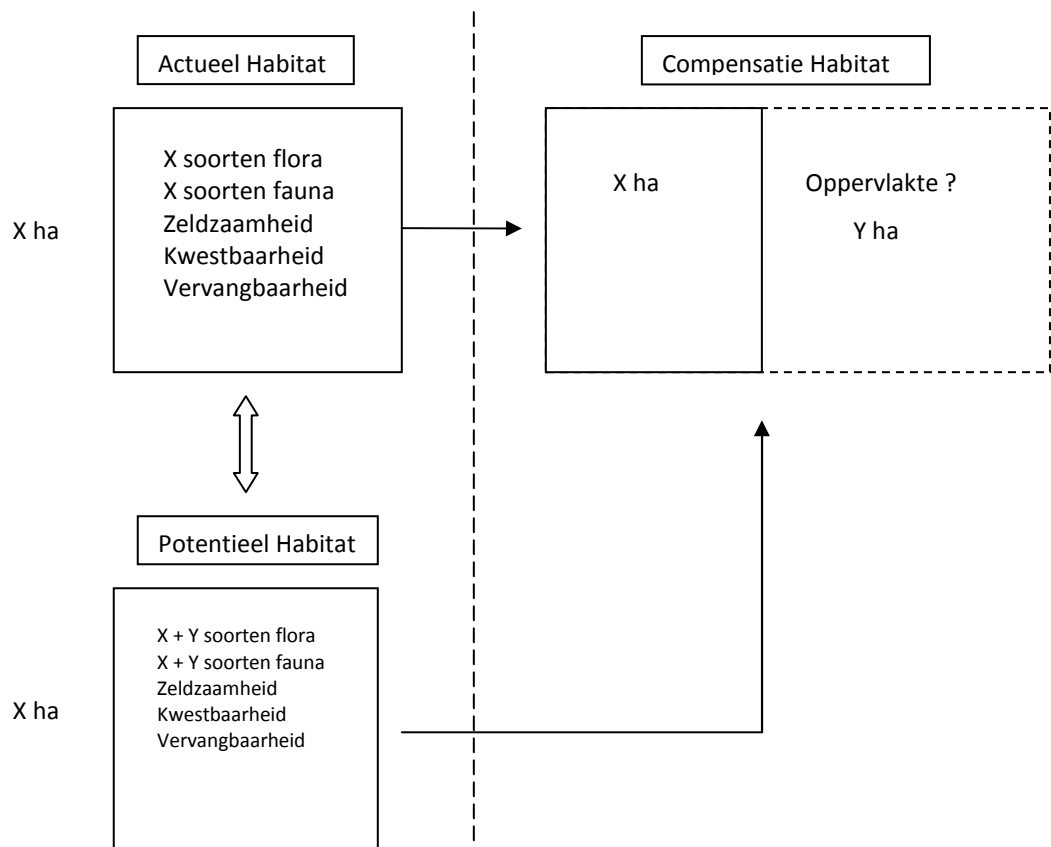 Actueel Habitat
Compensatie Habitat
X ha
X soorten flora
X soorten fauna
Zeldzaamheid
Kwestbaarheid
Vervangbaarheid
X ha
Oppervlakte ?
Y ha
Potentieel Habitat
X ha
X + Y soorten flora
X + Y soorten fauna
Zeldzaamheid
Kwestbaarheid
Vervangbaarheid